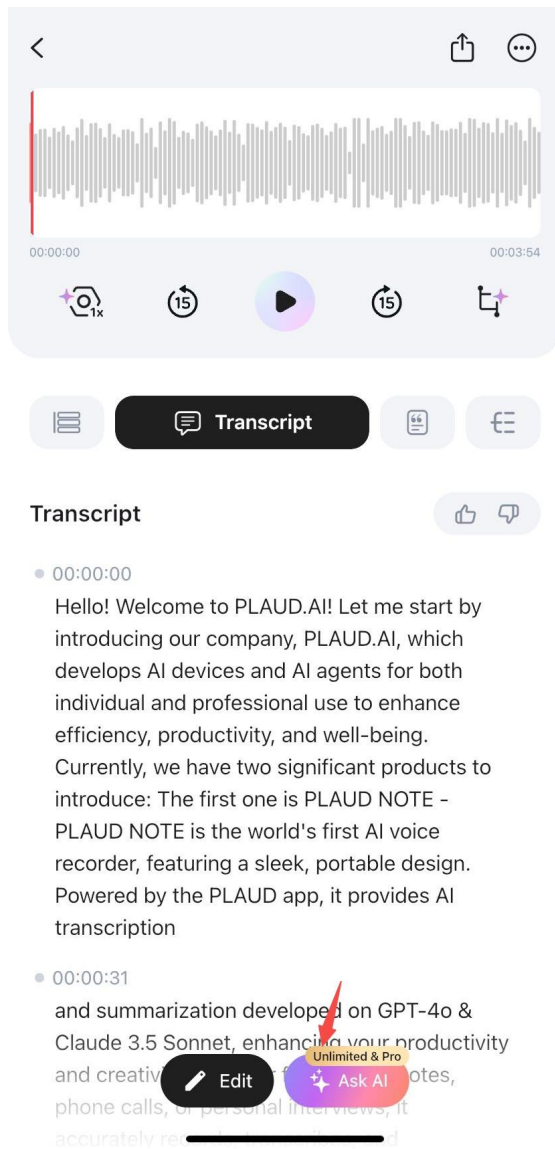 00:00:00
00:03:54
1x
15
15
Transcript
Transcript
00:00:00
Hello! Welcome to PLAUD.AI! Let me start by
introducing our company, PLAUD.AI, which
develops AI devices and AI agents for both
individual and professional use to enhance
efficiency, productivity, and well-being.
Currently, we have two significant products to
introduce: The first one is PLAUD NOTE -
PLAUD NOTE is the world's first AI voice
recorder, featuring a sleek, portable design.
Powered by the PLAUD app, it provides AI
transcription
00:00:31
and summarization developed on GPT-4o &
Claude 3.5 Sonnet, enhancing your productivity
Unlimited & Pro
and
Edit
Ask AI
phone calls, or personal interviews, it
accurately